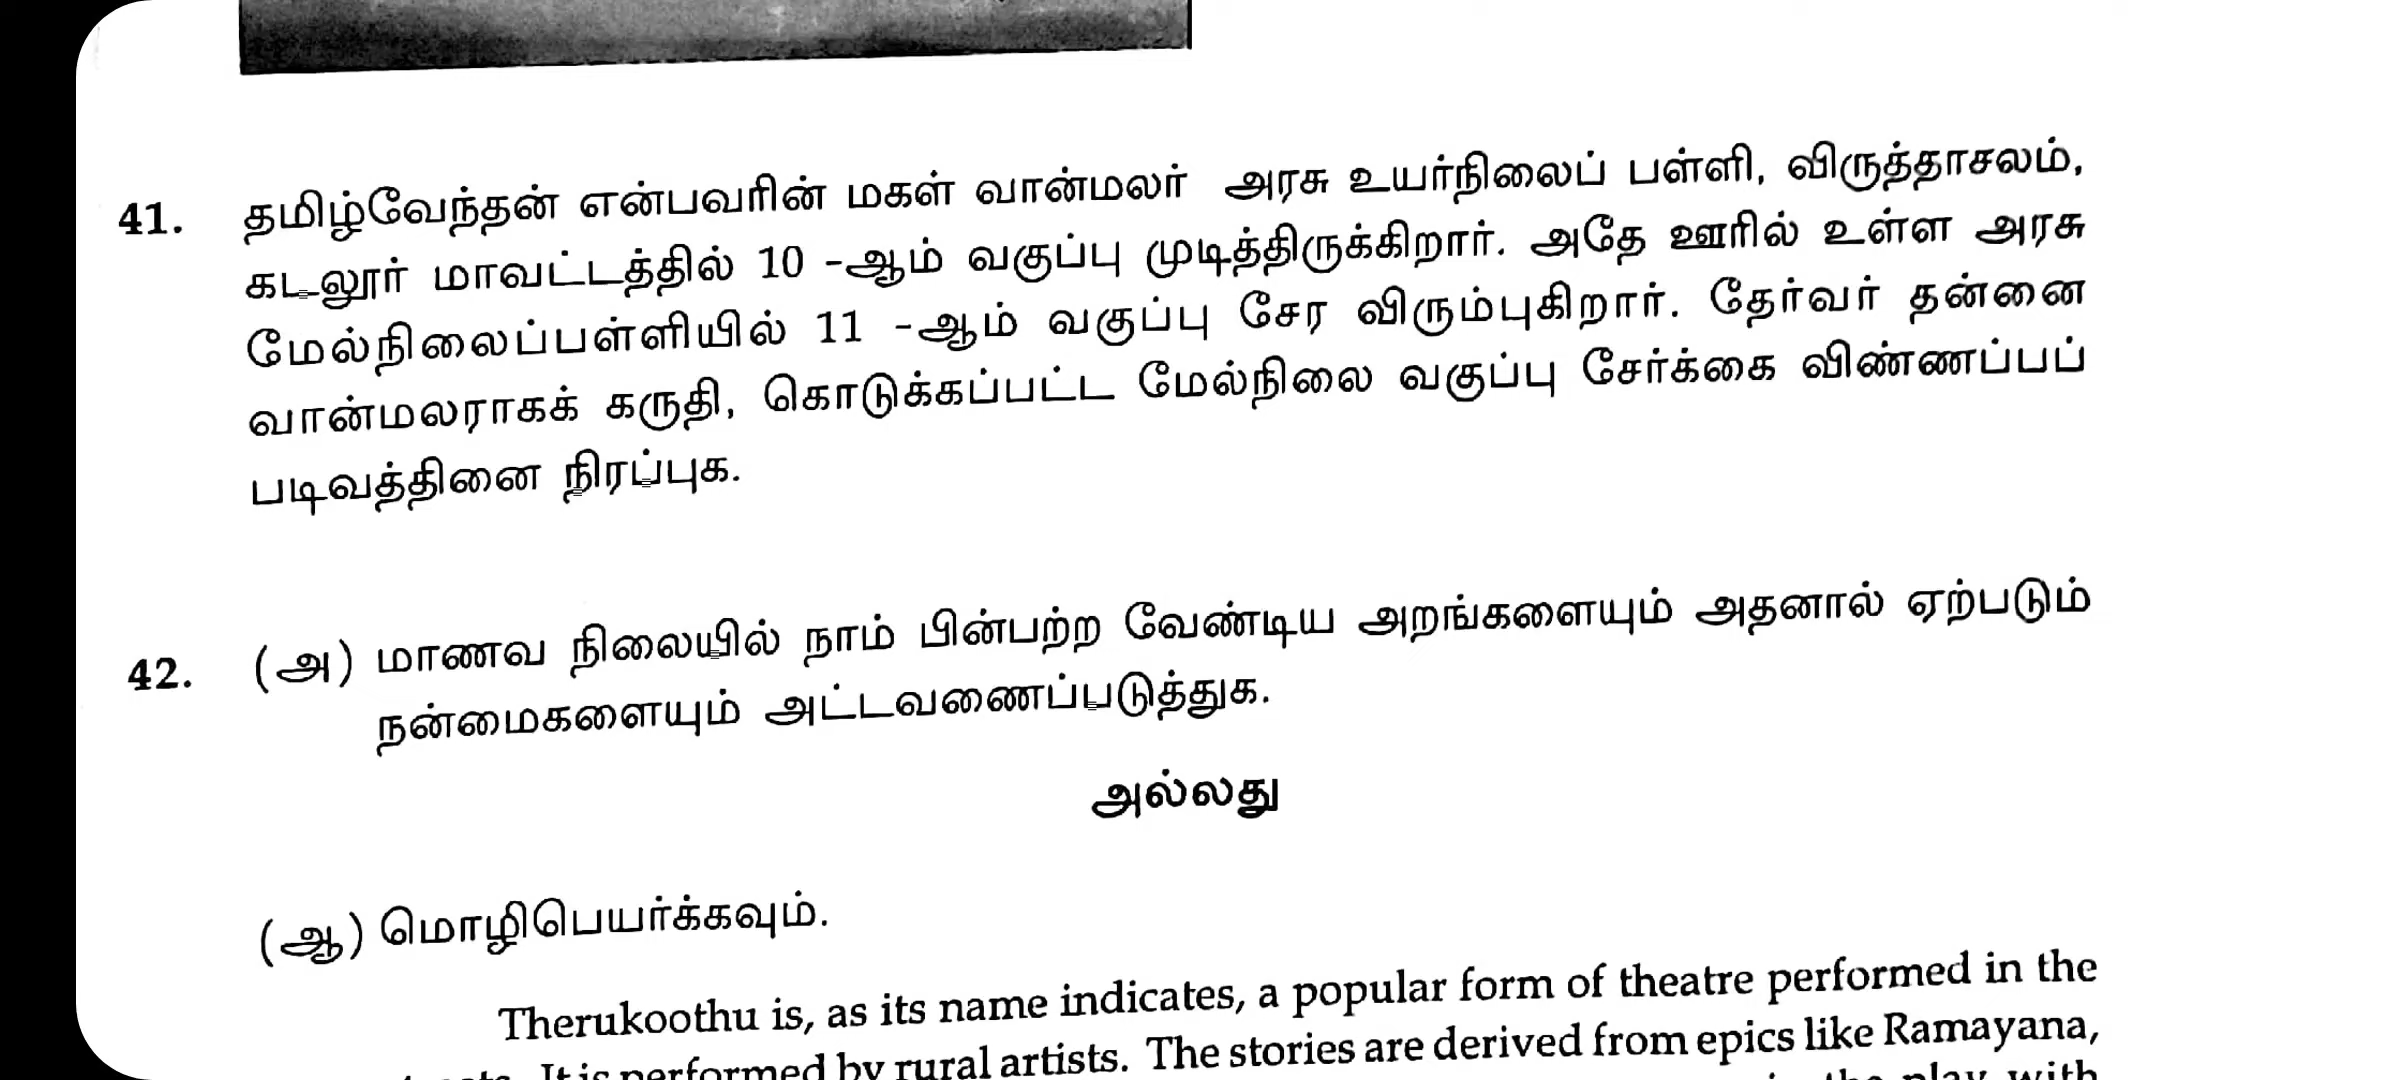 41. தமிழ்வேந்தன் என்பவரின் மகள் வான்மலர் அரசு உயர்நிலைப் பள்ளி, விருத்தாசலம்,
கடலூர் மாவட்டத்தில் 10 -ஆம் வகுப்பு முடித்திருக்கிறார். அதே ஊரில் உள்ள அரசு
மேல்நிலைப்பள்ளியில் 11 -ஆம் வகுப்பு சேர விரும்புகிறார். தேர்வர் தன்னை
வான்மலராகக் கருதி, கொடுக்கப்பட்ட மேல்நிலை வகுப்பு சேர்க்கை விண்ணப்பப்
படிவத்தினை நிரப்புக.
42. (அ) மாணவ நிலையில் நாம் பின்பற்ற வேண்டிய அறங்களையும் அதனால் ஏற்படும்
நன்மைகளையும் அட்டவணைப்படுத்துக.
அல்லது
(ஆ) மொழிபெயர்க்கவும்.
Therukoothu is, as its name indicates, a popular form of theatre performed in the
It is performed by rural artists. The stories are derived from epics like Ramayana,
the play with